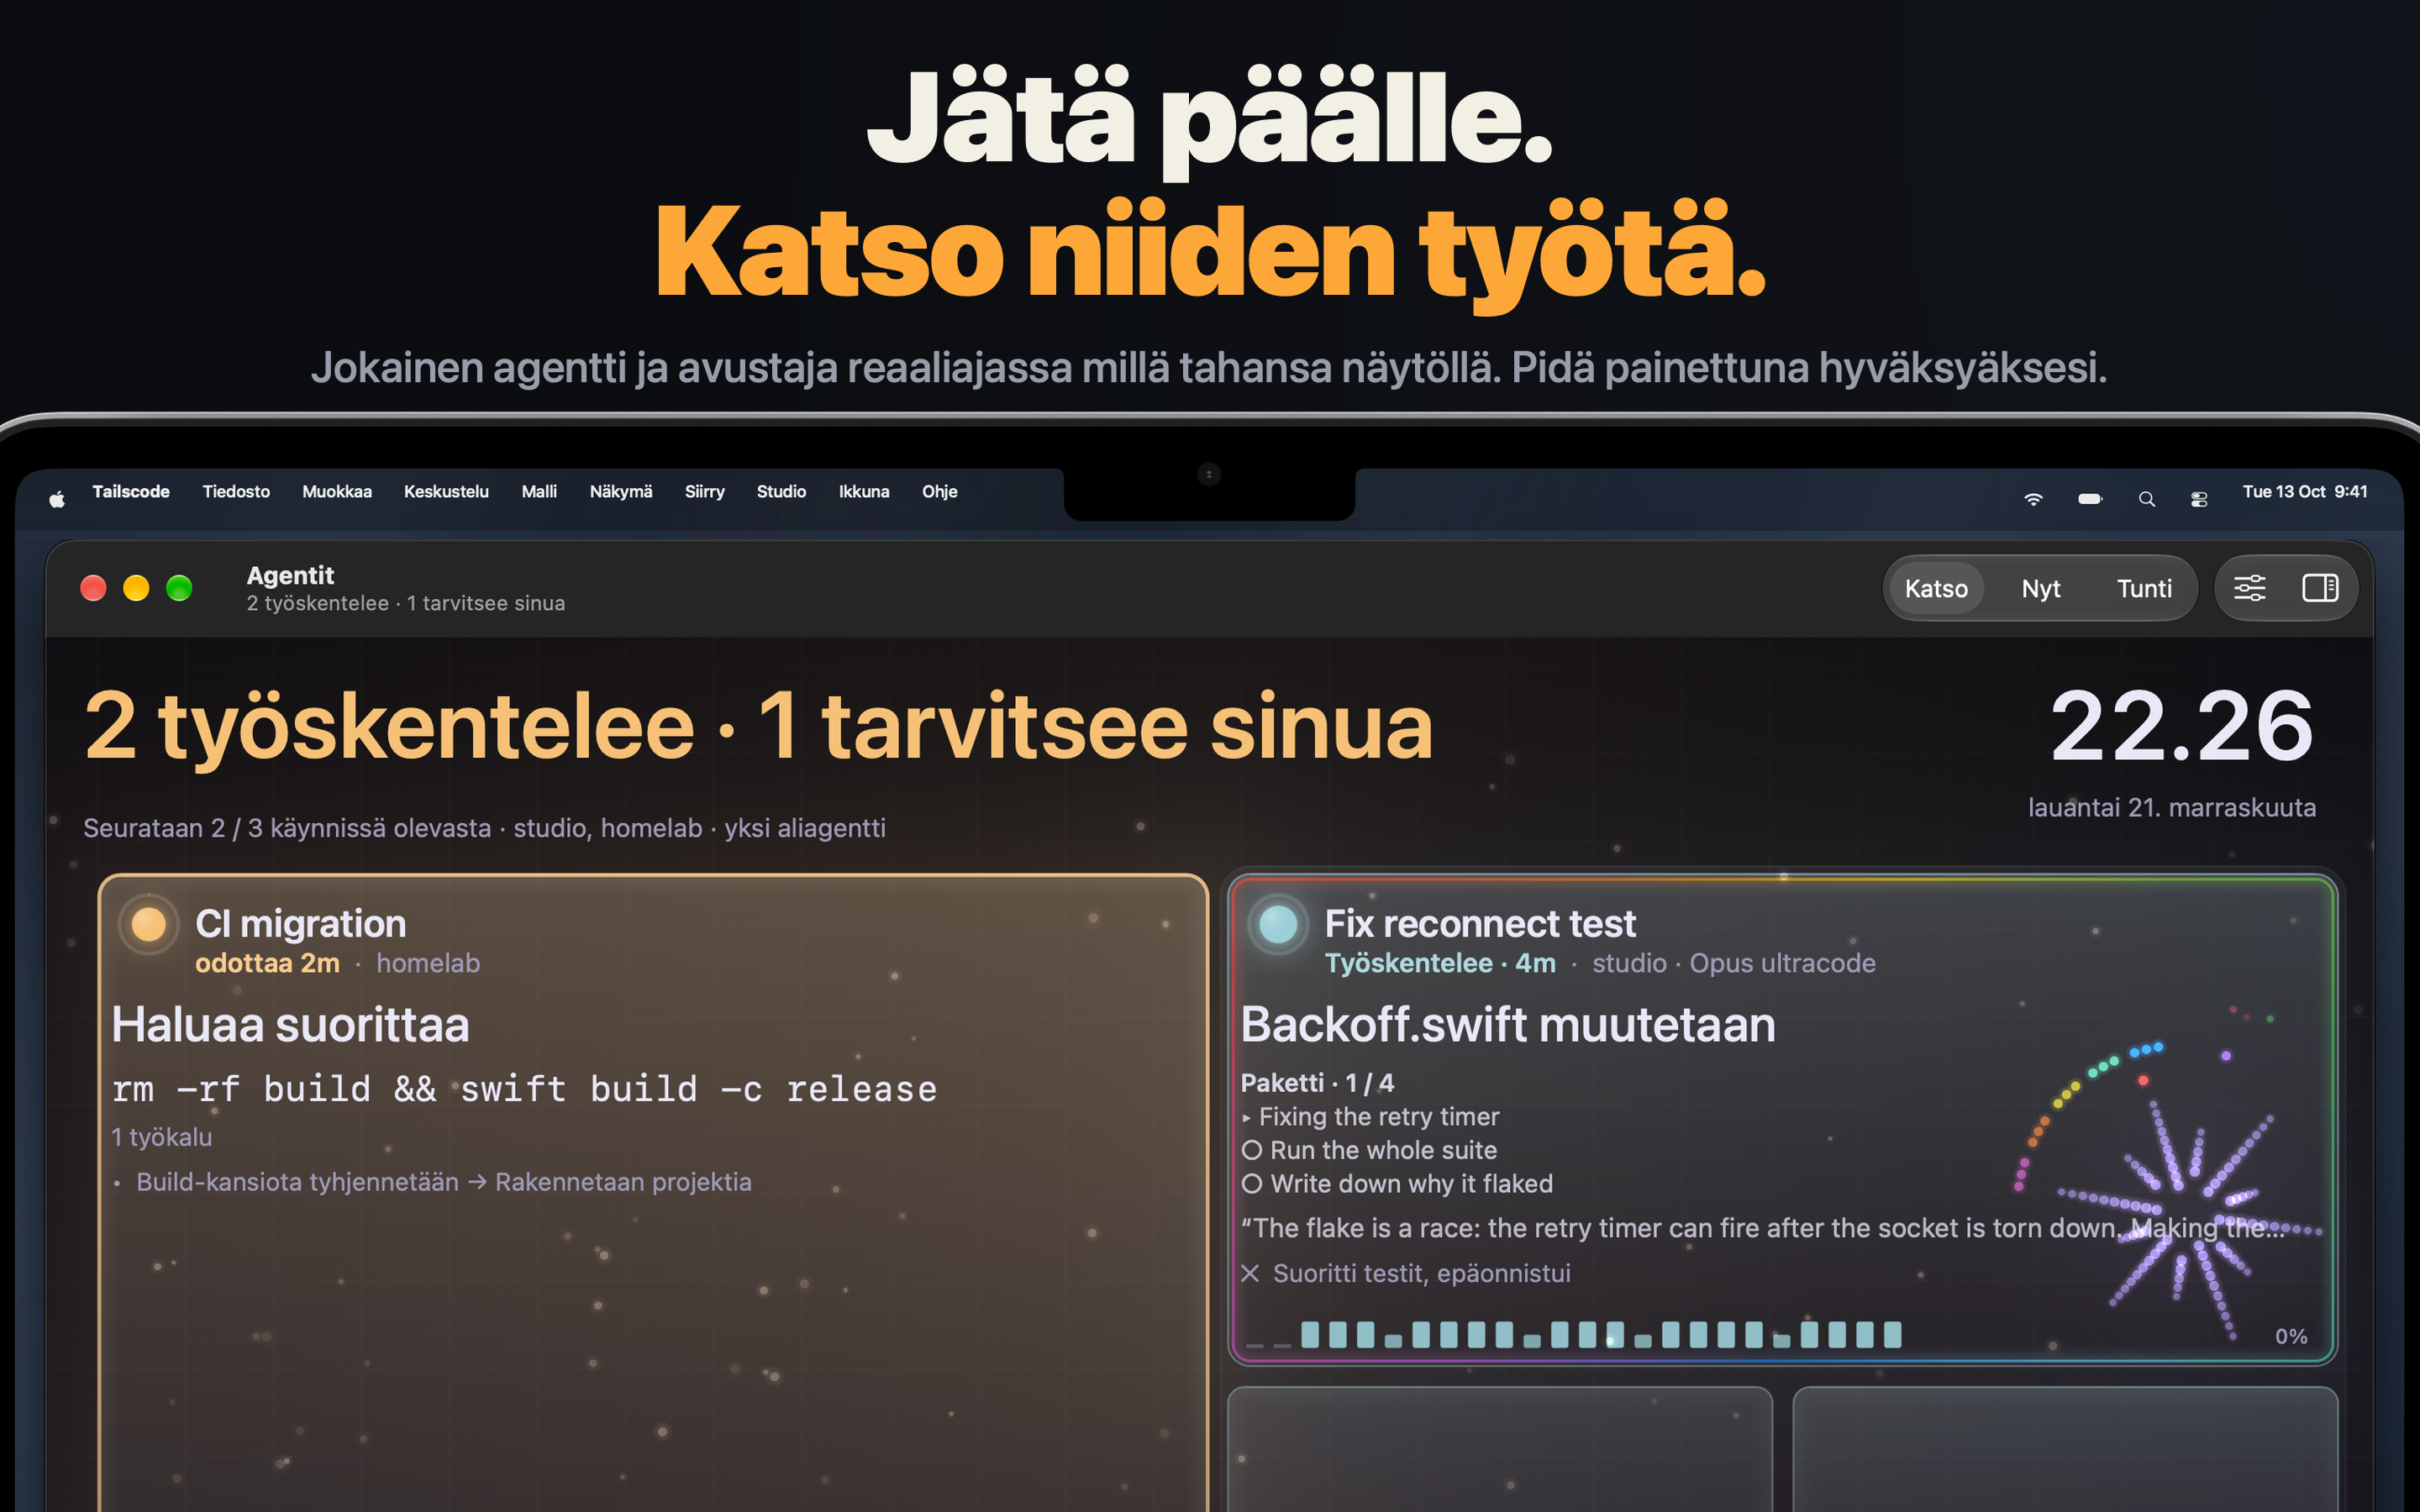 Jätä päälle.
Katso niiden työtä.
Jokainen agentti ja avustaja reaaliajassa millä tahansa näytöllä. Pidä painettuna hyväksyäksesi.
Tailscode Tiedosto Muokkaa Keskustelu Malli Näkymä Siirry Studio Ikkuna Ohje Tue 13 Oct 9:41
Agentit
2 työskentelee · 1 tarvitsee sinua
Katso Nyt Tunti
2 työskentelee · 1 tarvitsee sinua
22.26
lauantai 21. marraskuuta
Seurataan 2 / 3 käynnissä olevasta · studio, homelab · yksi aliagentti
CI migration
odottaa 2m · homelab
Haluaa suorittaa
rm -rf build && swift build -c release
1 työkalu
• Build-kansiota tyhjennetään → Rakennetaan projektia
Fix reconnect test
Työskentelee · 4m · studio · Opus ultracode
Backoff.swift muutetaan
Paketti · 1 / 4
▸ Fixing the retry timer
○ Run the whole suite
○ Write down why it flaked
“The flake is a race: the retry timer can fire after the socket is torn down. Making the…
× Suoritti testit, epäonnistui
0%